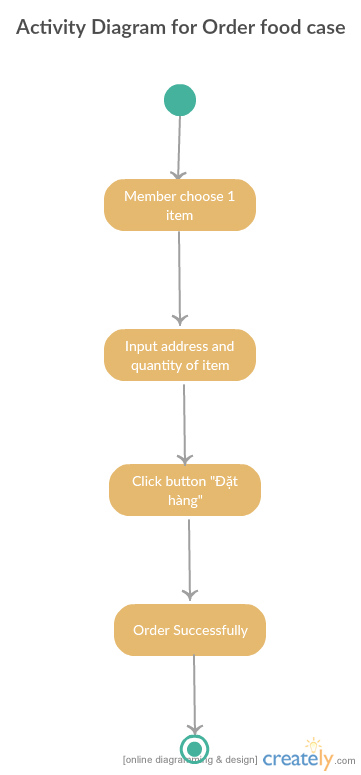 Activity Diagram for Order food case
Member choose 1
item
Input address and
quantity of item
Click button "Đặt
hàng"
Order Successfully
[online diagramming & design] creately.com